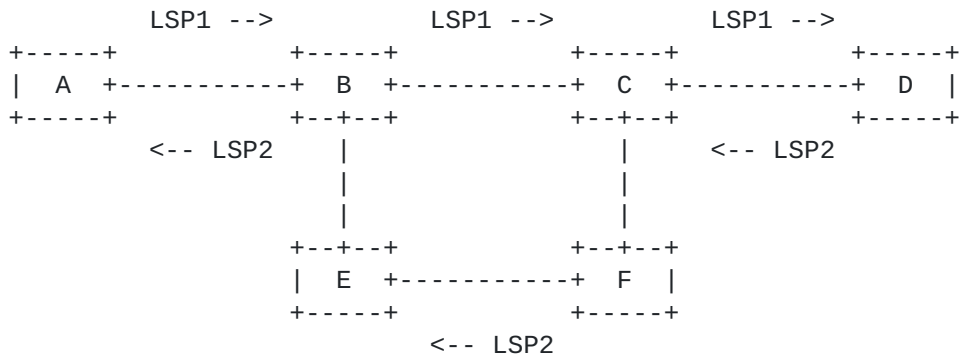 LSP1 --> LSP1 --> LSP1 -->
A B C D
<-- LSP2 <-- LSP2
E F
<-- LSP2